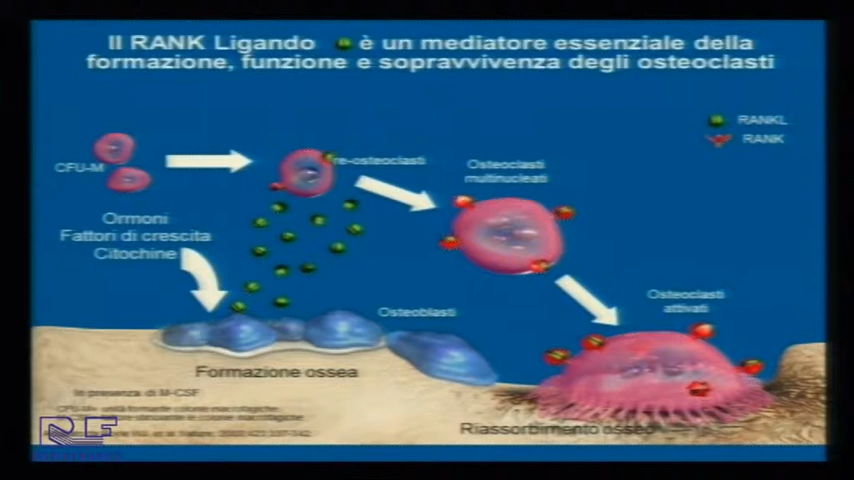 Il RANK Ligando è un mediatore essenziale della
formazione, funzione e sopravvivenza degli osteoclasti
RANKL
RANK
CFU-M
re-osteoclasti
Osteoclasti
multinucleati
Ormoni
Fattori di crescita
Citochine
Osteoclasti
attivati
Osteoblasti
Formazione ossea
In presenza di M-CSF
Riassorbimento osseo